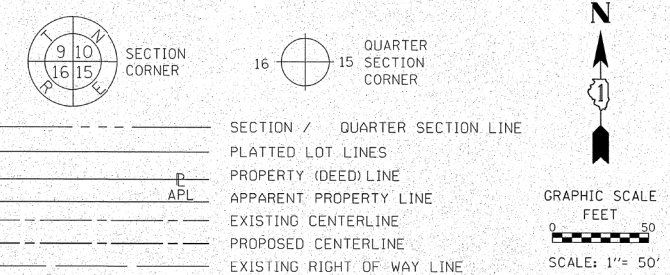 T N
9 10
16 15
R E
SECTION
CORNER
16 15
QUARTER
SECTION
CORNER
SECTION / QUARTER SECTION LINE
PLATTED LOT LINES
PROPERTY (DEED) LINE
APL APPARENT PROPERTY LINE
EXISTING CENTERLINE
PROPOSED CENTERLINE
EXISTING RIGHT OF WAY LINE
N
1
GRAPHIC SCALE
FEET
0 50
SCALE: 1"= 50'